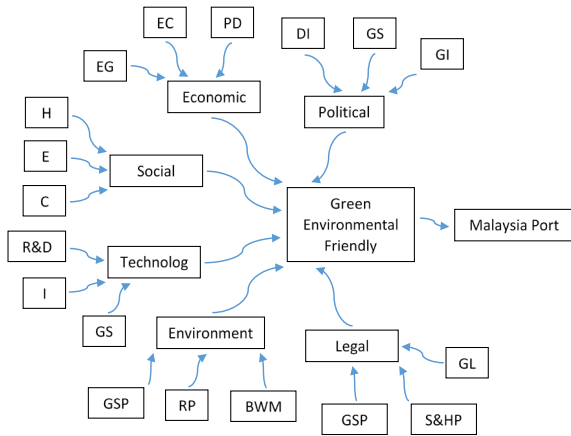 EC
PD
DI
GS
GI
EG
Economic
Political
H
E
C
Social
Green
Environmental
Friendly
Malaysia Port
R&D
I
GS
Technolog
Environment
Legal
GL
GSP
RP
BWM
GSP
S&HP